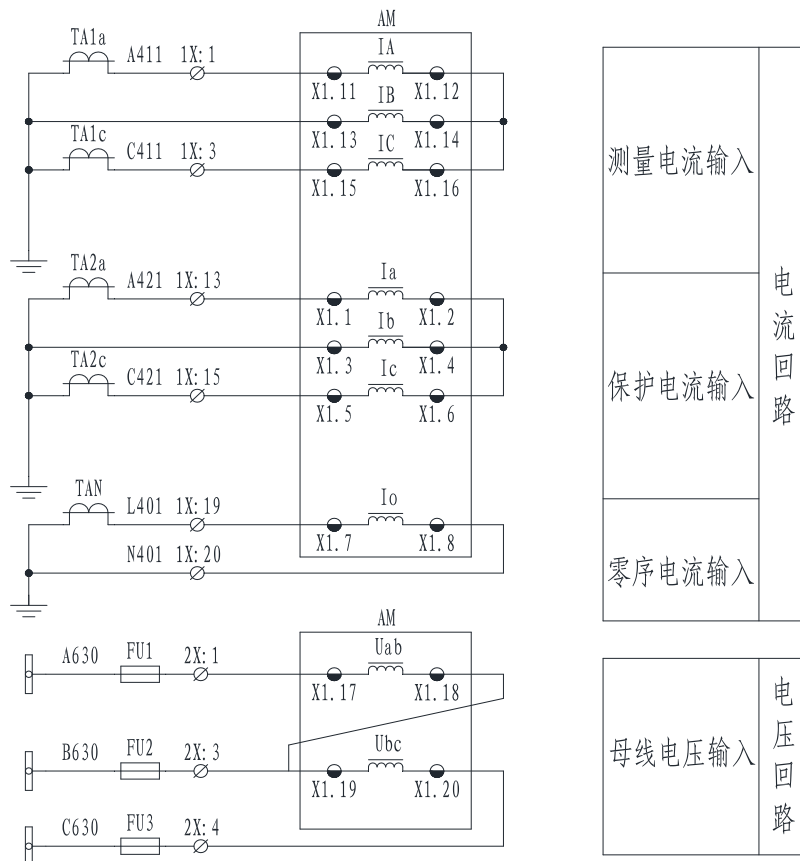 AM
TA1a A411 1X:1 IA
X1.11 X1.12
IB
TA1c C411 1X:3 X1.13 IC X1.14
X1.15 X1.16
测量电流输入
TA2a A421 1X:13 Ia
X1.1 X1.2
Ib
TA2c C421 1X:15 X1.3 Ic X1.4
X1.5 X1.6
保护电流输入
电流回路
TAN L401 1X:19 Io
X1.7 X1.8
N401 1X:20
零序电流输入
AM
A630 FU1 2X:1 Uab
X1.17 X1.18
B630 FU2 2X:3 Ubc
X1.19 X1.20
C630 FU3 2X:4
母线电压输入
电压回路